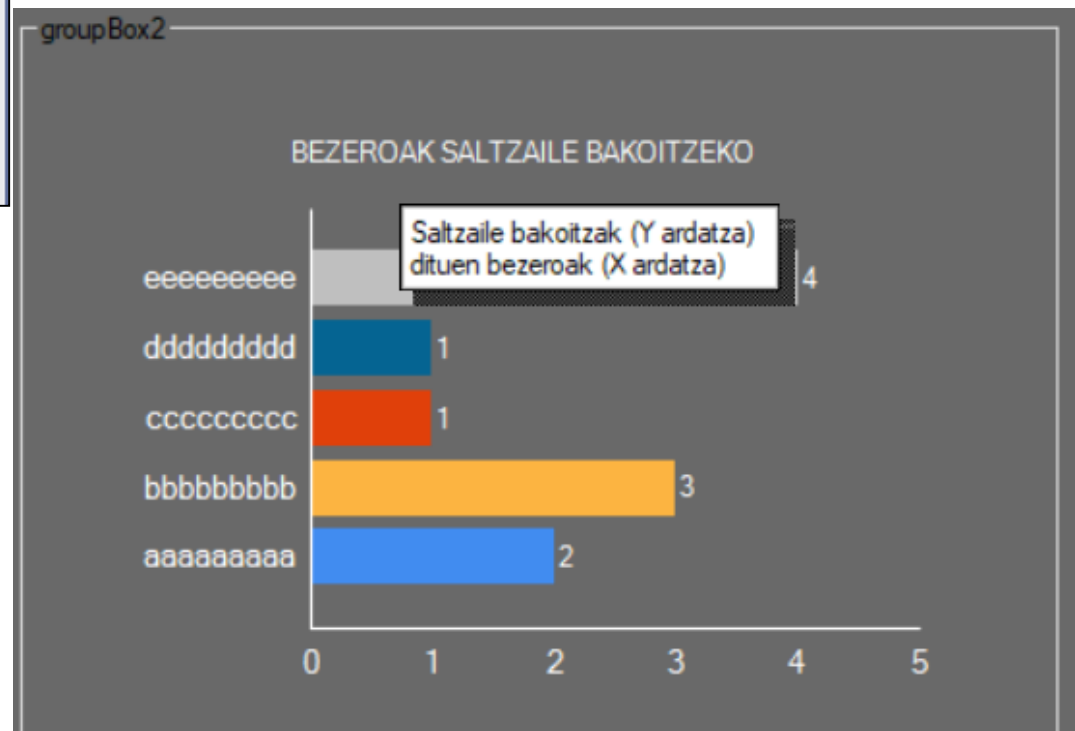 groupBox2
BEZEROAK SALTZAILE BAKOITZEKO
Saltzaile bakoitzak (Y ardatza)
dituen bezeroak (X ardatza)
eeeeeeeee 4
ddddddddd 1
ccccccccc 1
bbbbbbbbb 3
aaaaaaaaa 2
0 1 2 3 4 5